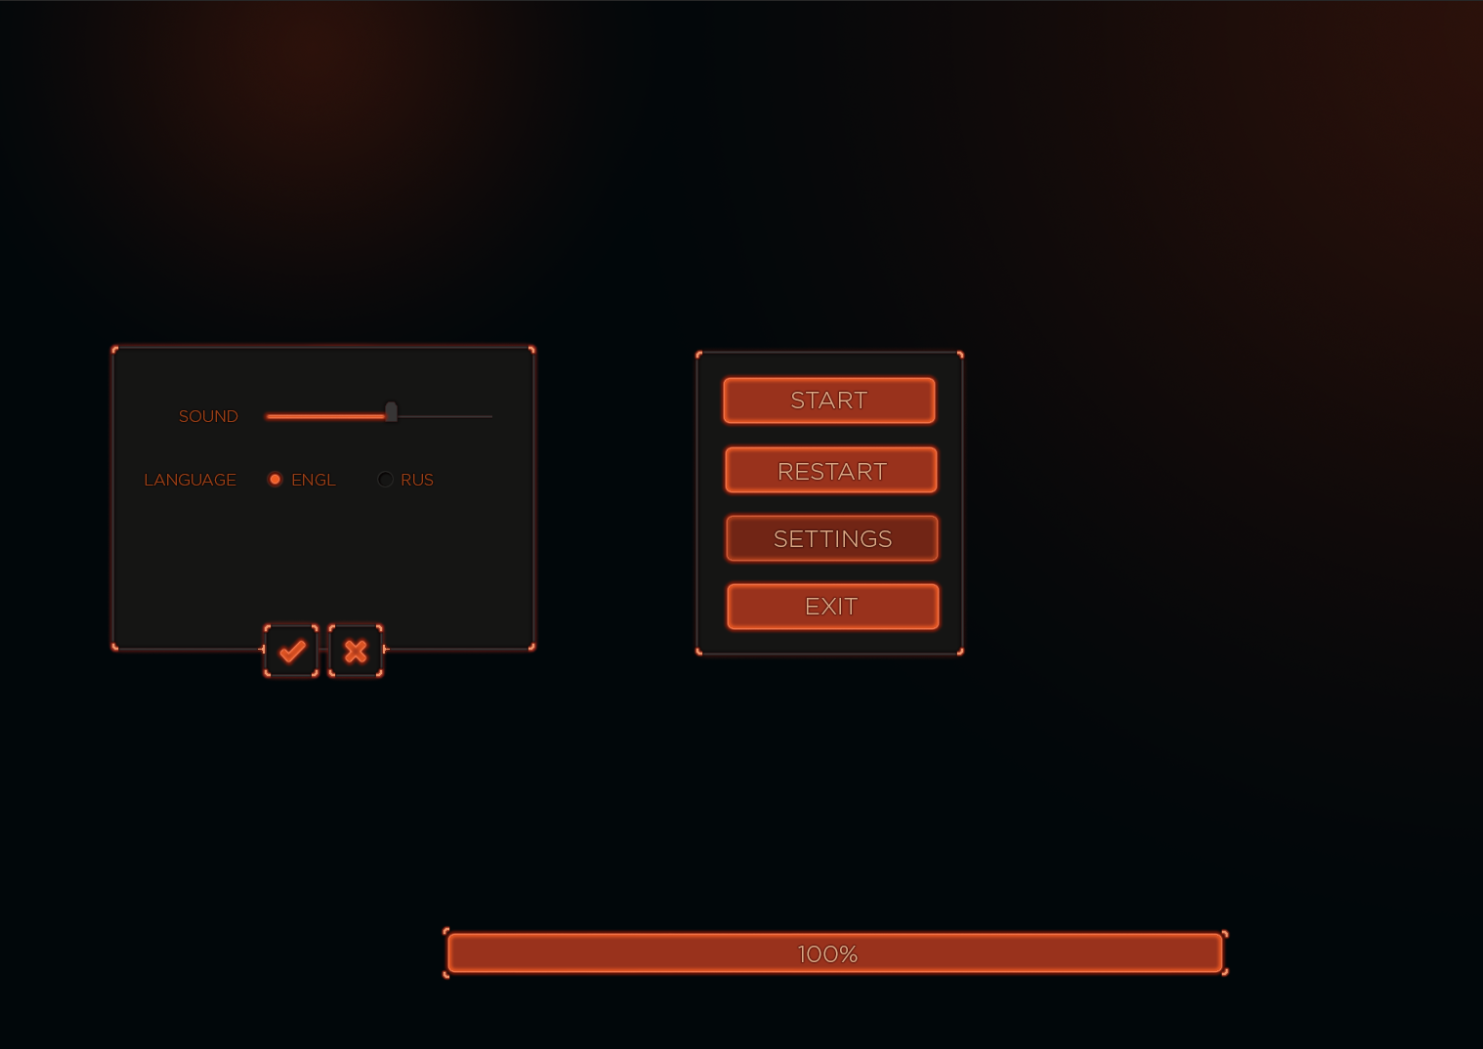 SOUND
LANGUAGE ENGL RUS
START
RESTART
SETTINGS
EXIT
100%